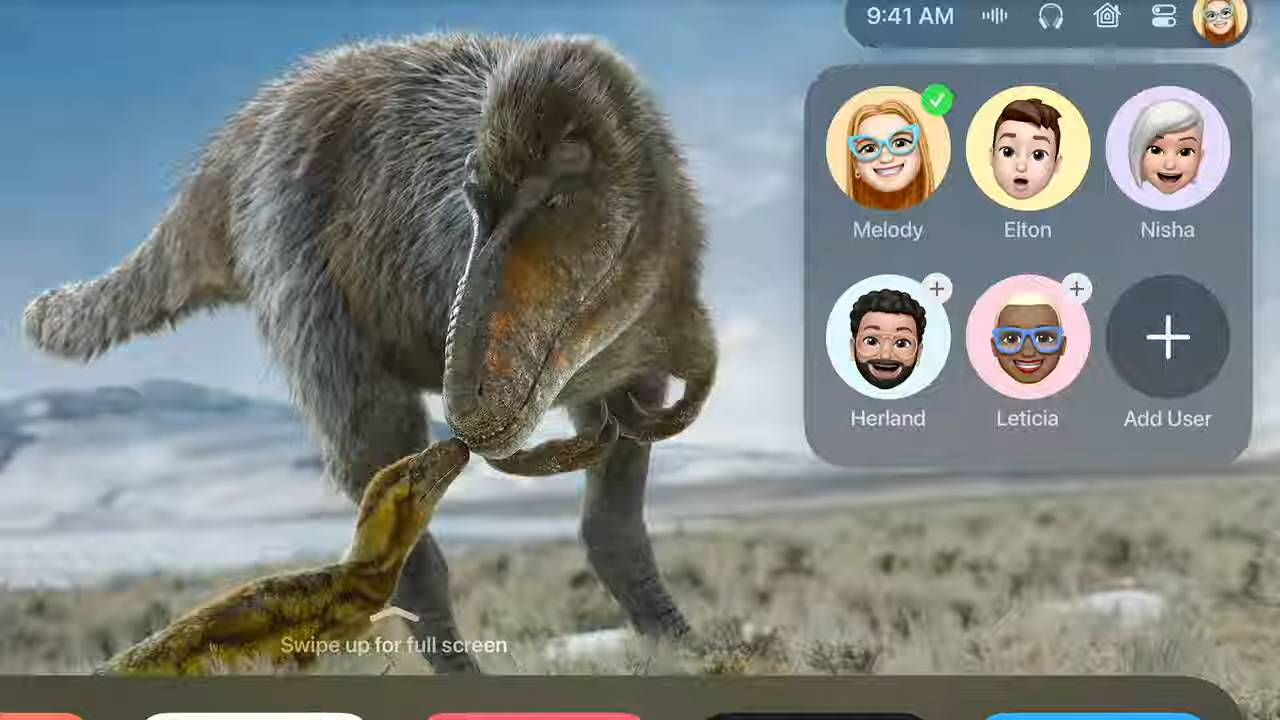 9:41 AM
Melody
Elton
Nisha
Herland
Leticia
Add User
Swipe up for full screen